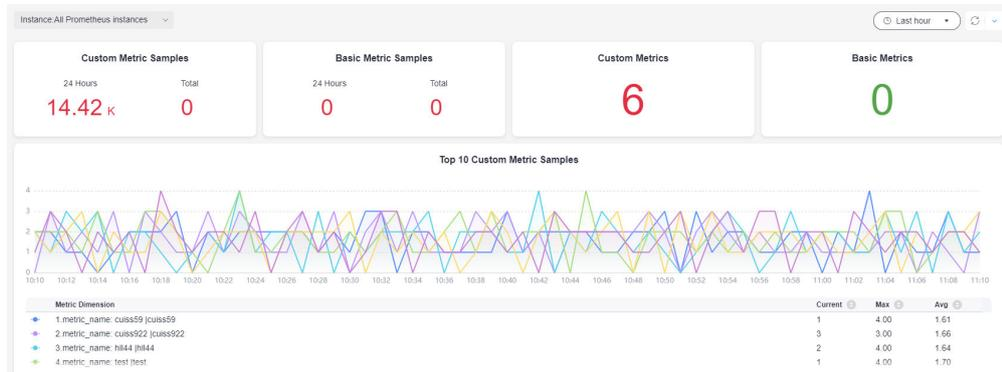 Instance:All Prometheus instances
Last hour
Custom Metric Samples
24 Hours Total
14.42 K 0
Basic Metric Samples
24 Hours Total
0 0
Custom Metrics
6
Basic Metrics
0
Top 10 Custom Metric Samples
4
3
2
1
0
10:10 10:12 10:14 10:16 10:18 10:20 10:22 10:24 10:26 10:28 10:30 10:32 10:34 10:36 10:38 10:40 10:42 10:44 10:46 10:48 10:50 10:52 10:54 10:56 10:58 11:00 11:02 11:04 11:06 11:08 11:10
Metric Dimension Current Max Avg
1.metric_name: cuiss59 |cuiss59 1 4.00 1.61
2.metric_name: cuiss922 |cuiss922 3 3.00 1.66
3.metric_name: hll44 |hll44 2 4.00 1.64
4.metric_name: test |test 1 4.00 1.70